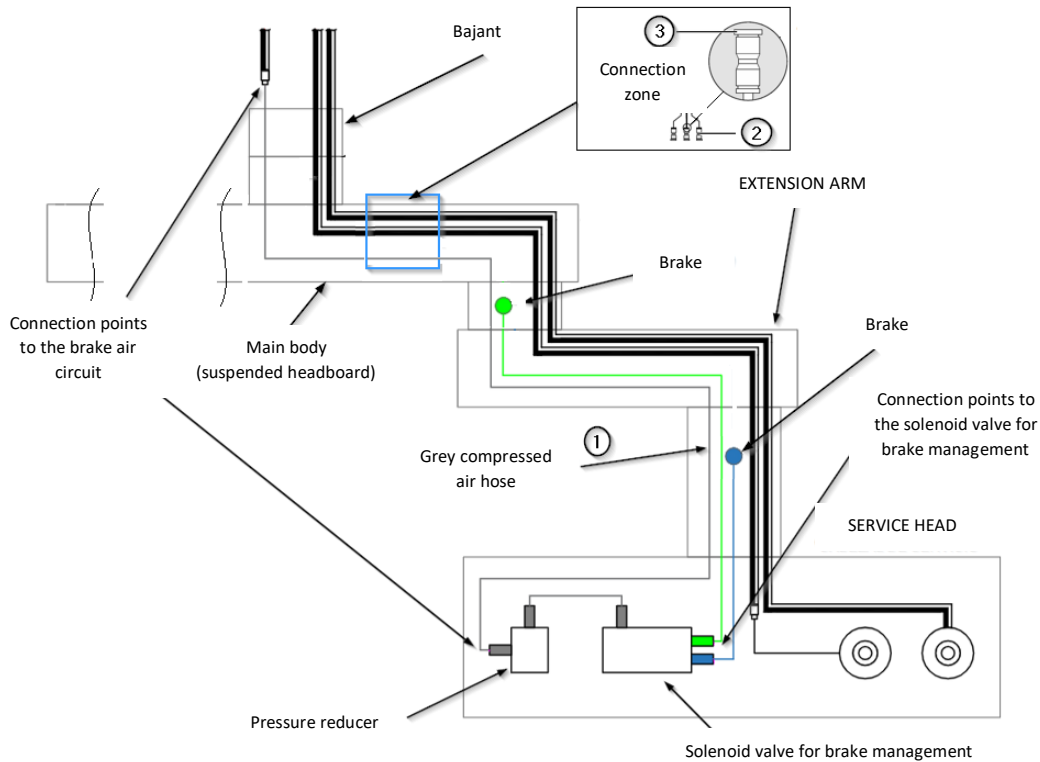 Bajant
3
Connection
zone
2
EXTENSION ARM
Brake
Brake
Connection points
to the brake air
circuit
Main body
(suspended headboard)
Connection points to
the solenoid valve for
brake management
1
Grey compressed
air hose
SERVICE HEAD
Pressure reducer
Solenoid valve for brake management